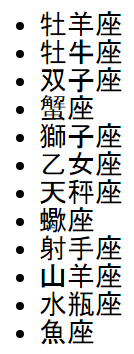 • 牡羊座
• 牡牛座
• 双子座
• 蟹座
• 獅子座
• 乙女座
• 天秤座
• 蠍座
• 射手座
• 山羊座
• 水瓶座
• 魚座